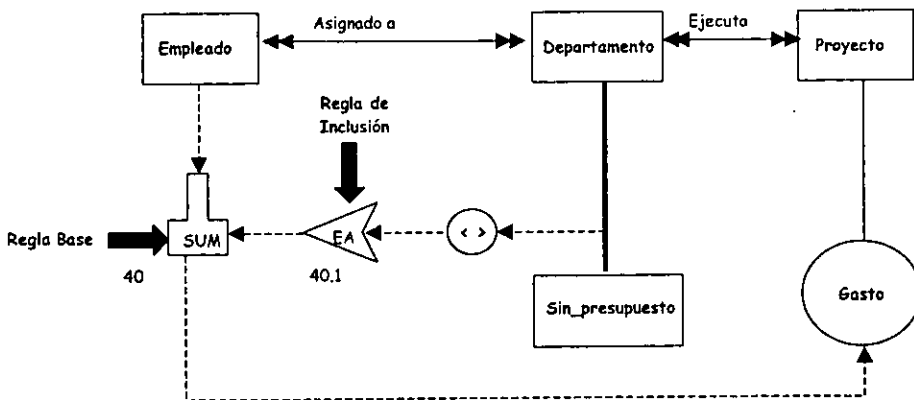 Asignado a
Ejecuta
Empleado
Departamento
Proyecto
Regla de
Inclusión
Regla Base
SUM
EA
< >
40
40.1
Sin_presupuesto
Gasto